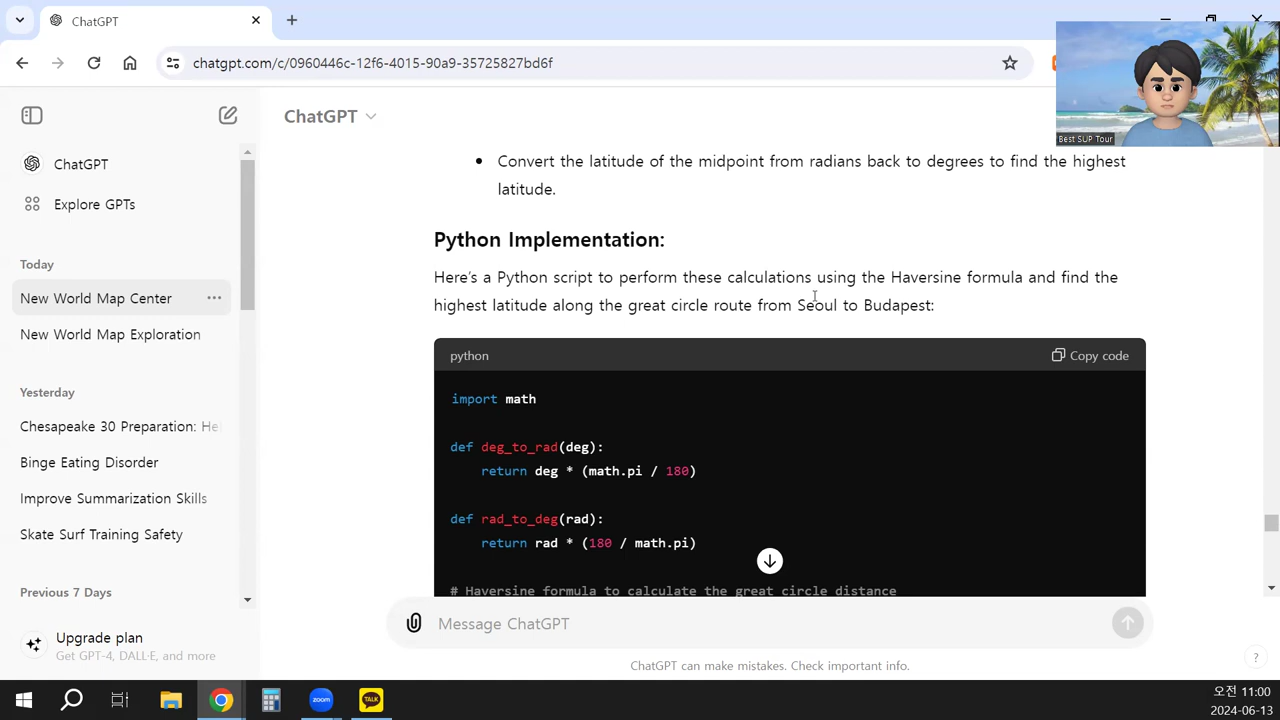 ChatGPT
chatgpt.com/c/0960446c-12f6-4015-90a9-35725827bd6f
Best SUP Tour
ChatGPT
Explore GPTs
Today
New World Map Center
New World Map Exploration
Yesterday
Chesapeake 30 Preparation: He
Binge Eating Disorder
Improve Summarization Skills
Skate Surf Training Safety
Previous 7 Days
Upgrade plan
Get GPT-4, DALL·E, and more
ChatGPT
• Convert the latitude of the midpoint from radians back to degrees to find the highest
latitude.
Python Implementation:
Here's a Python script to perform these calculations using the Haversine formula and find the
highest latitude along the great circle route from Seoul to Budapest:
python
Copy code
import math
def deg_to_rad(deg):
return deg * (math.pi / 180)
def rad_to_deg(rad):
return rad * (180 / math.pi)
# Haversine formula to calculate the great circle distance
Message ChatGPT
ChatGPT can make mistakes. Check important info.
?
zoom
TALK
오전 11:00
2024-06-13